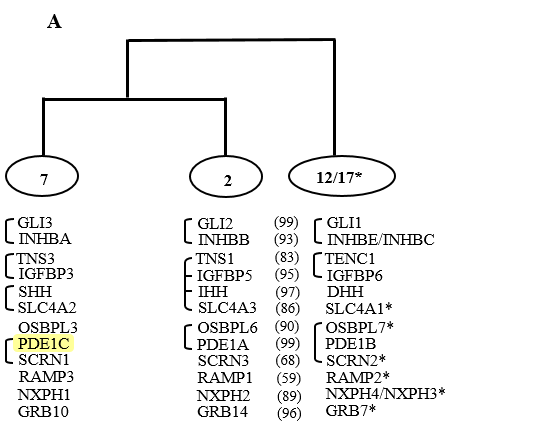 A
7 2 12/17*
GLI3 GLI2 (99) GLI1
INHBA INHBB (93) INHBE/INHBC
TNS3 TNS1 (83) TENC1
IGFBP3 IGFBP5 (95) IGFBP6
SHH IHH (97) DHH
SLC4A2 SLC4A3 (86) SLC4A1*
OSBPL3 OSBPL6 (90) OSBPL7*
PDE1C PDE1A (99) PDE1B
SCRN1 SCRN3 (68) SCRN2*
RAMP3 RAMP1 (59) RAMP2*
NXPH1 NXPH2 (89) NXPH4/NXPH3*
GRB10 GRB14 (96) GRB7*